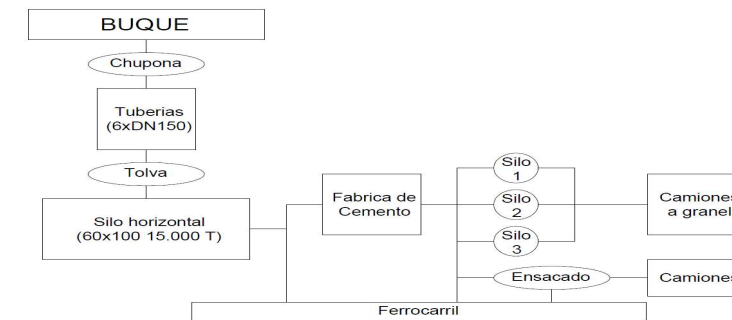 BUQUE
Chupona
Tuberias
(6xDN150)
Tolva
Silo horizontal
(60x100 15.000 T)
Fabrica de
Cemento
Silo
1
Silo
2
Silo
3
Camiones
a granel
Ensacado
Camiones
Ferrocarril